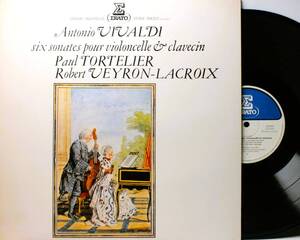 ERATO
Antonio VIVALDI
six sonates pour violoncelle & clavecin
Paul TORTELIER
Robert VEYRON-LACROIX
ERATO